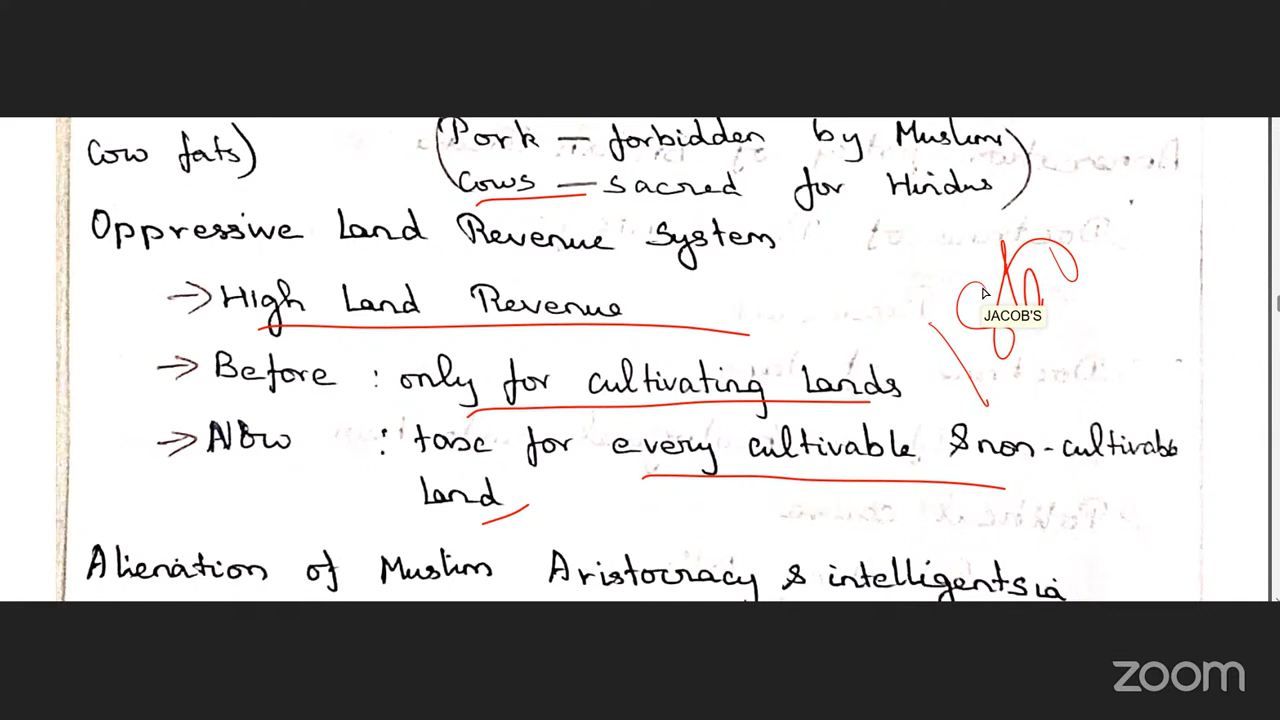 (Pork — forbidden by Muslims
cow fats)
Cows — sacred for Hindus)
Oppressive Land Revenue System
→ High Land Revenue
→ Before : only for cultivating Lands
→ Now : tax for every cultivable & non-cultivable
Land
Alienation of Muslim Aristocracy & intelligentsia
JACOB'S
zoom